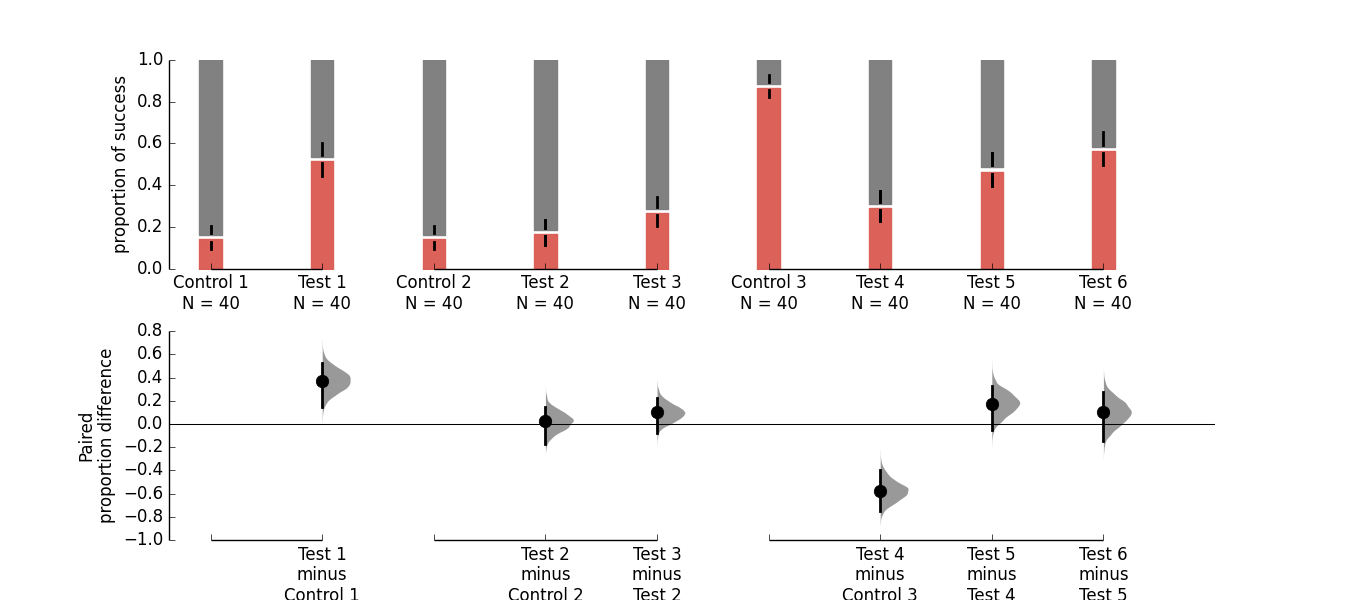 proportion of success
1.0
0.8
0.6
0.4
0.2
0.0
Control 1 Test 1 Control 2 Test 2 Test 3 Control 3 Test 4 Test 5 Test 6
N = 40 N = 40 N = 40 N = 40 N = 40 N = 40 N = 40 N = 40 N = 40
Paired
proportion difference
0.8
0.6
0.4
0.2
0.0
−0.2
−0.4
−0.6
−0.8
−1.0
Test 1 Test 2 Test 3 Test 4 Test 5 Test 6
minus minus minus minus minus minus
Control 1 Control 2 Test 2 Control 3 Test 4 Test 5